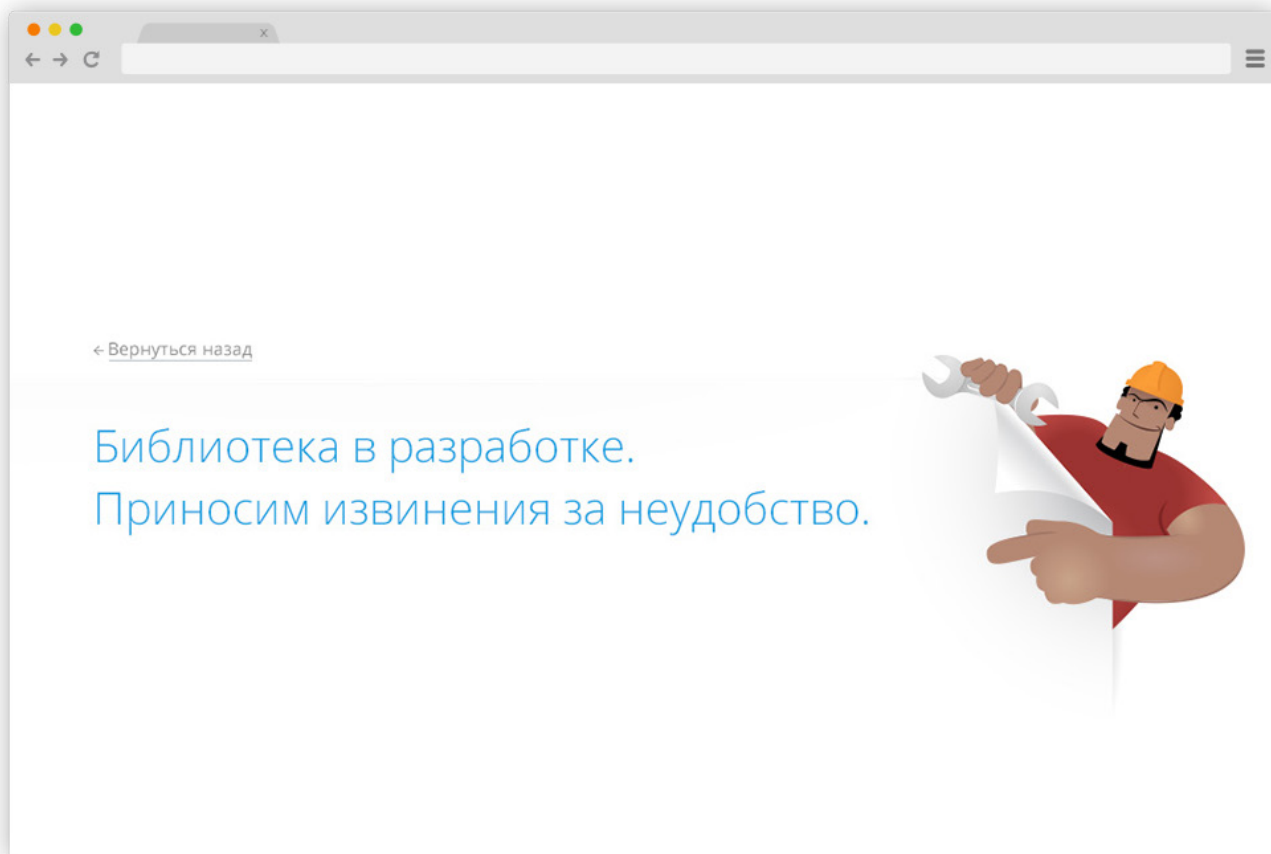 ← Вернуться назад
Библиотека в разработке.
Приносим извинения за неудобство.